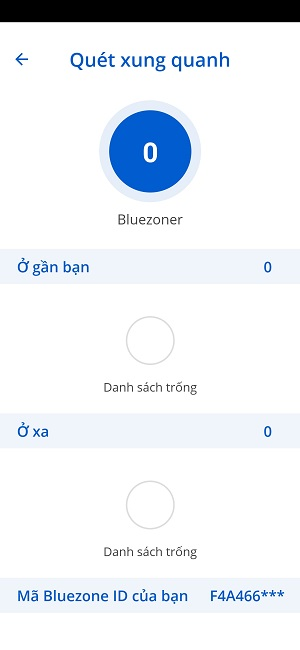 Quét xung quanh
0
Bluezoner
Ở gần bạn 0
Danh sách trống
Ở xa 0
Danh sách trống
Mã Bluezone ID của bạn F4A466***